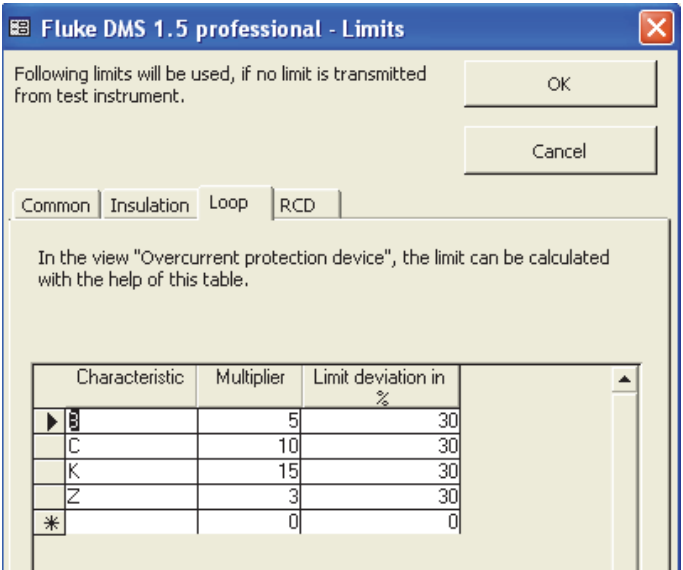 Fluke DMS 1.5 professional - Limits
Following limits will be used, if no limit is transmitted
from test instrument.
OK
Cancel
Common Insulation Loop RCD
In the view "Overcurrent protection device", the limit can be calculated
with the help of this table.
Characteristic Multiplier Limit deviation in
%
B 5 30
C 10 30
K 15 30
Z 3 30
0 0